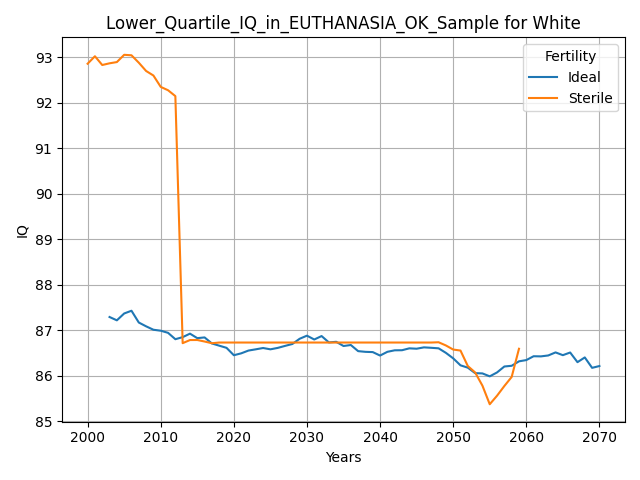 Lower_Quartile_IQ_in_EUTHANASIA_OK_Sample for White
Fertility
Ideal
Sterile
IQ
93
92
91
90
89
88
87
86
85
2000 2010 2020 2030 2040 2050 2060 2070
Years